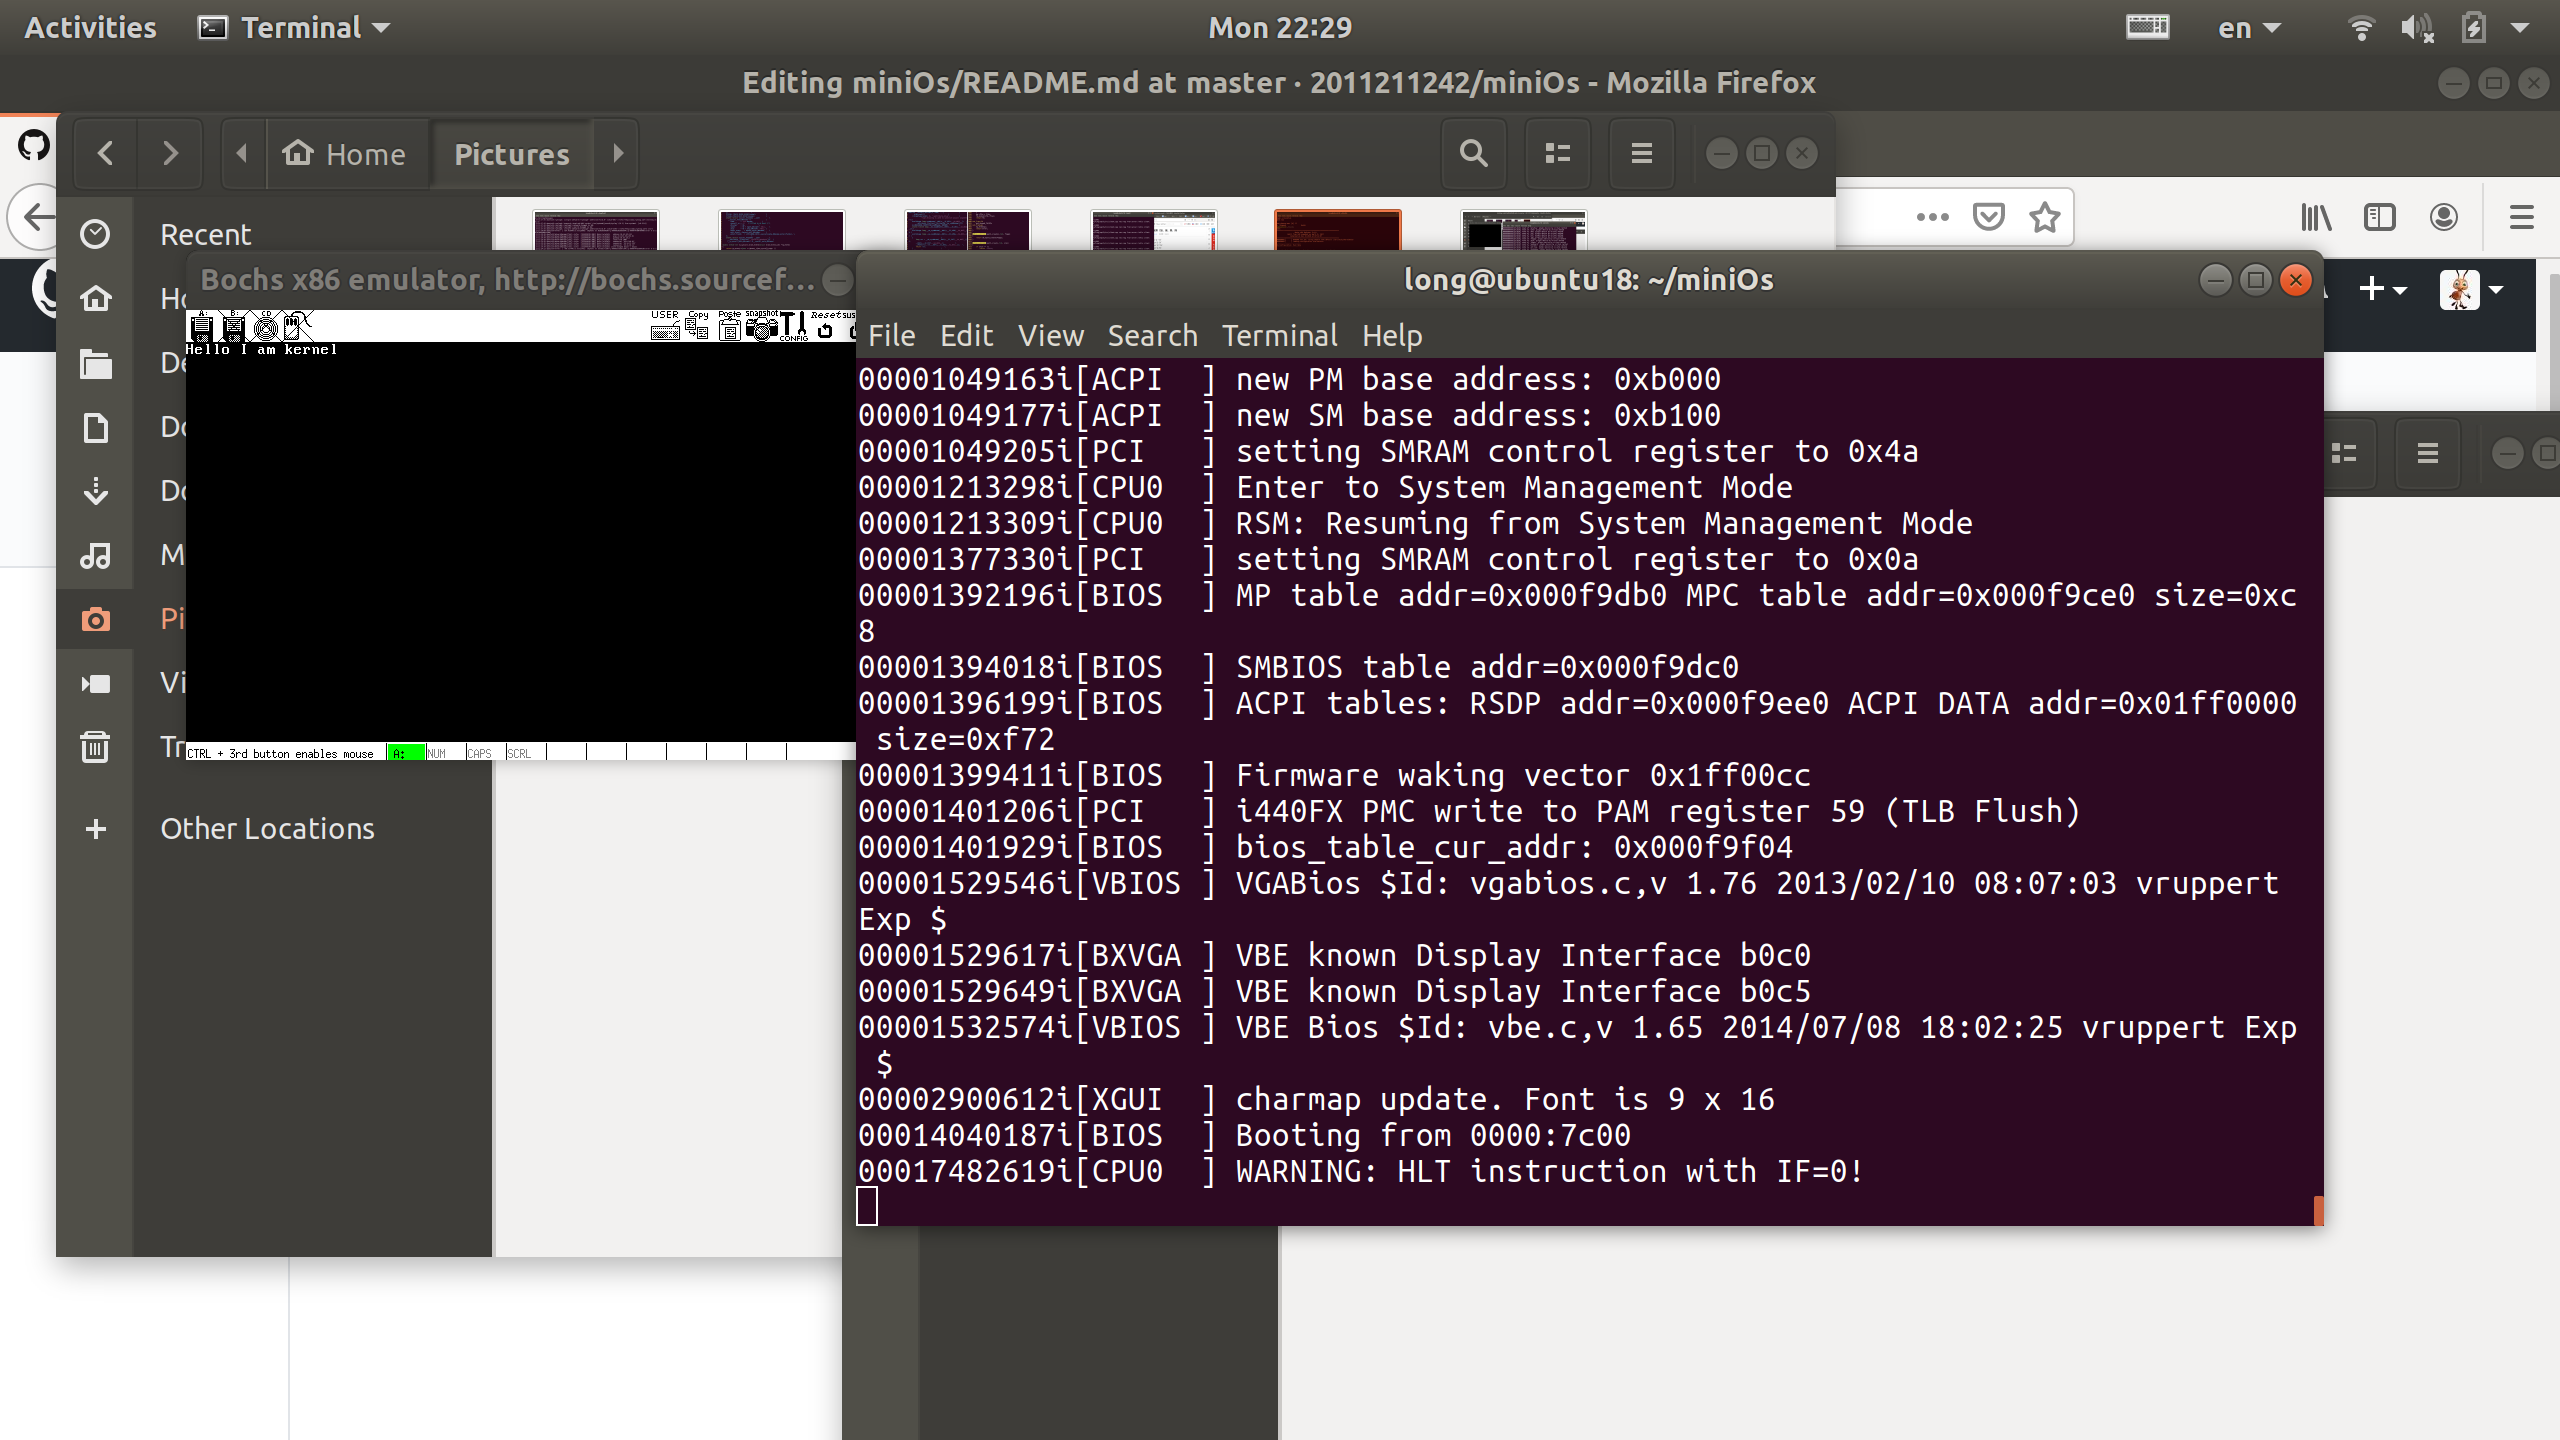 Activities
Terminal
Mon 22:29
en
Editing miniOs/README.md at master · 2011211242/miniOs - Mozilla Firefox
Home
Pictures
Recent
Ho
De
Do
Do
M
Pi
Vi
Tr
Other Locations
Bochs x86 emulator, http://bochs.sourcef...
A:
B:
CD
USER
Copy
Paste
snapshot
CONFIG
Reset
sus
Hello I am kernel
CTRL + 3rd button enables mouse
A:
NUM
CAPS
SCRL
long@ubuntu18: ~/miniOs
File Edit View Search Terminal Help
00001049163i[ACPI  ] new PM base address: 0xb000
00001049177i[ACPI  ] new SM base address: 0xb100
00001049205i[PCI   ] setting SMRAM control register to 0x4a
00001213298i[CPU0  ] Enter to System Management Mode
00001213309i[CPU0  ] RSM: Resuming from System Management Mode
00001377330i[PCI   ] setting SMRAM control register to 0x0a
00001392196i[BIOS  ] MP table addr=0x000f9db0 MPC table addr=0x000f9ce0 size=0xc
8
00001394018i[BIOS  ] SMBIOS table addr=0x000f9dc0
00001396199i[BIOS  ] ACPI tables: RSDP addr=0x000f9ee0 ACPI DATA addr=0x01ff0000
 size=0xf72
00001399411i[BIOS  ] Firmware waking vector 0x1ff00cc
00001401206i[PCI   ] i440FX PMC write to PAM register 59 (TLB Flush)
00001401929i[BIOS  ] bios_table_cur_addr: 0x000f9f04
00001529546i[VBIOS ] VGABios $Id: vgabios.c,v 1.76 2013/02/10 08:07:03 vruppert
Exp $
00001529617i[BXVGA ] VBE known Display Interface b0c0
00001529649i[BXVGA ] VBE known Display Interface b0c5
00001532574i[VBIOS ] VBE Bios $Id: vbe.c,v 1.65 2014/07/08 18:02:25 vruppert Exp
 $
00002900612i[XGUI  ] charmap update. Font is 9 x 16
00014040187i[BIOS  ] Booting from 0000:7c00
00017482619i[CPU0  ] WARNING: HLT instruction with IF=0!